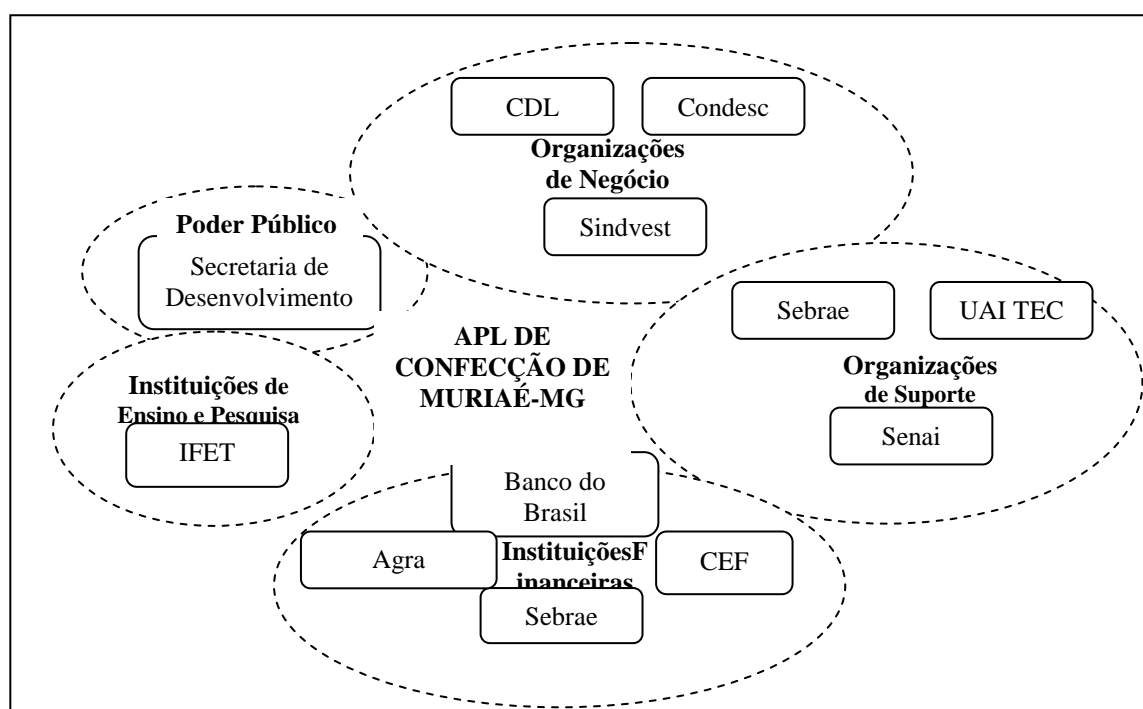 CDL
Condesc
Organizações
de Negócio
Sindvest
Poder Público
Secretaria de
Desenvolvimento
Sebrae
UAI TEC
Organizações
de Suporte
Senai
APL DE
CONFECÇÃO DE
MURIAÉ-MG
Instituições de
Ensino e Pesquisa
IFET
Banco do
Brasil
Agra
InstituiçõesF
inanceiras
CEF
Sebrae